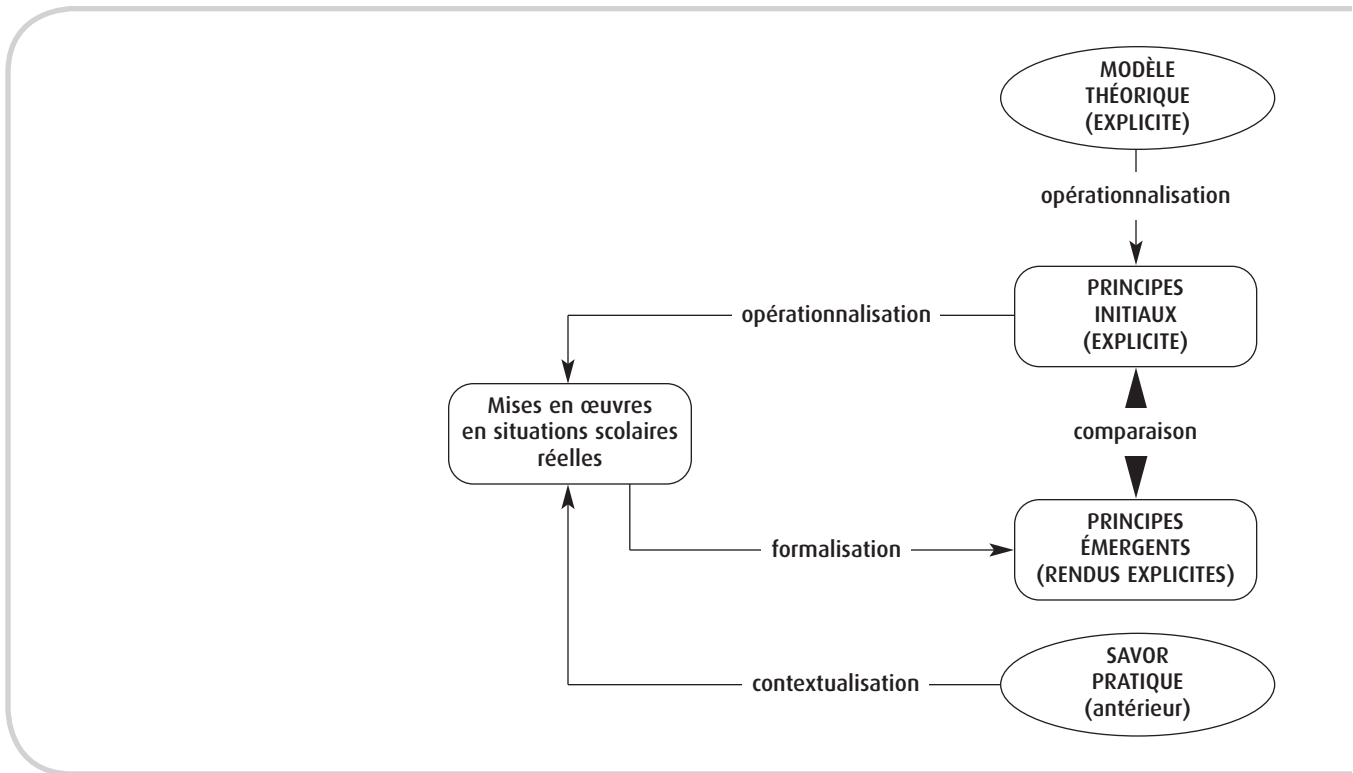 MODÈLE
THÉORIQUE
(EXPLICITE)
opérationnalisation
PRINCIPES
INITIAUX
(EXPLICITE)
opérationnalisation
Mises en œuvres
en situations scolaires
réelles
comparaison
PRINCIPES
ÉMERGENTS
(RENDUS EXPLICITES)
formalisation
SAVOR
PRATIQUE
(antérieur)
contextualisation